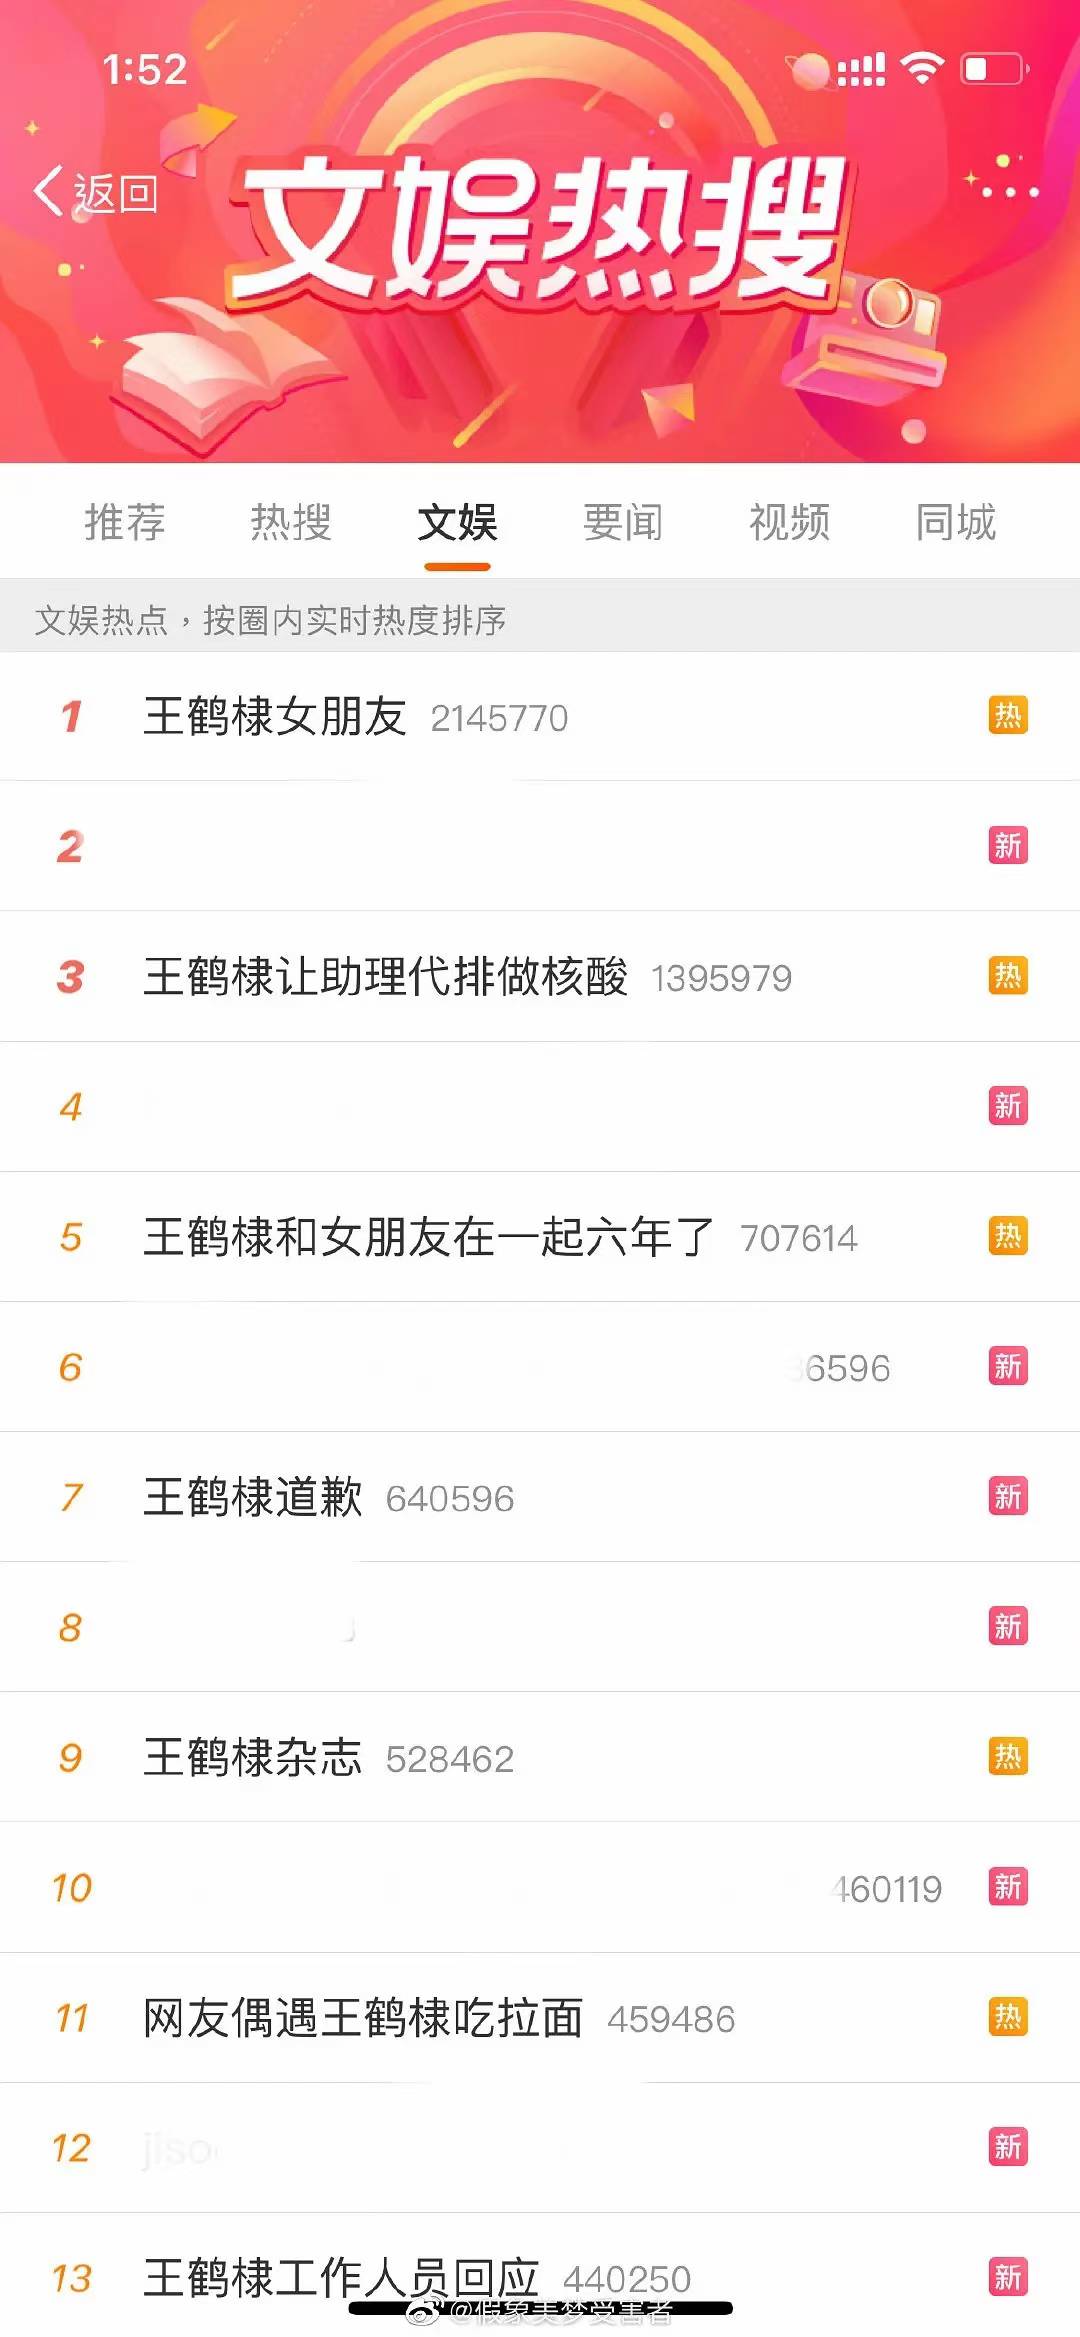 1:52
返回
文娱热搜
推荐 热搜 文娱 要闻 视频 同城
文娱热点，按圈内实时热度排序
1 王鹤棣女朋友 2145770 热
2 新
3 王鹤棣让助理代排做核酸 1395979 热
4 新
5 王鹤棣和女朋友在一起六年了 707614 热
6 36596 新
7 王鹤棣道歉 640596 新
8 新
9 王鹤棣杂志 528462 热
10 460119 新
11 网友偶遇王鹤棣吃拉面 459486 热
12 jiso 新
13 王鹤棣工作人员回应 440250 新
@假象美梦受害者